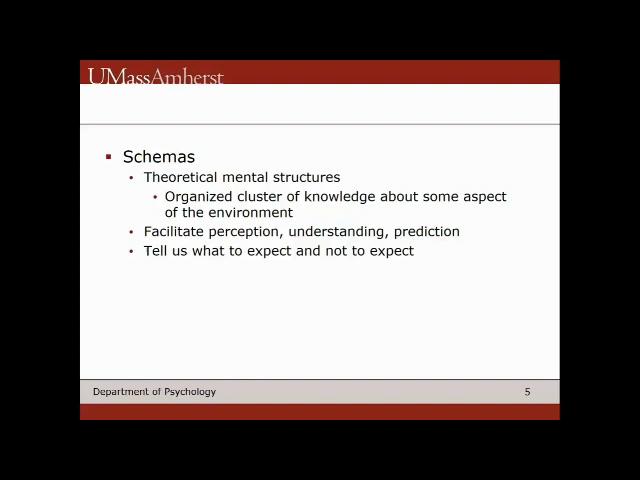 UMassAmherst
Schemas
Theoretical mental structures
Organized cluster of knowledge about some aspect
of the environment
Facilitate perception, understanding, prediction
Tell us what to expect and not to expect
Department of Psychology
5